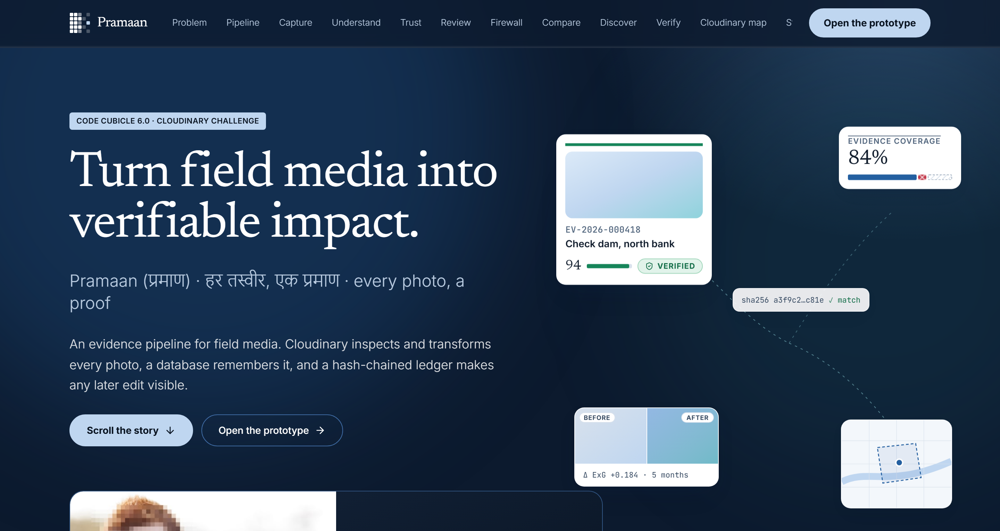 Pramaan
Problem
Pipeline
Capture
Understand
Trust
Review
Firewall
Compare
Discover
Verify
Cloudinary map
Open the prototype
CODE CUBICLE 6.0 · CLOUDINARY CHALLENGE
Turn field media into
verifiable impact.
Pramaan (प्रमाण) · हर तस्वीर, एक प्रमाण · every photo, a
proof
An evidence pipeline for field media. Cloudinary inspects and transforms
every photo, a database remembers it, and a hash-chained ledger makes
any later edit visible.
Scroll the story ↓
Open the prototype →
EV-2026-000418
Check dam, north bank
94
VERIFIED
EVIDENCE COVERAGE
84%
sha256 a3f9c2…c81e ✓ match
BEFORE
AFTER
Δ ExG +0.184 · 5 months